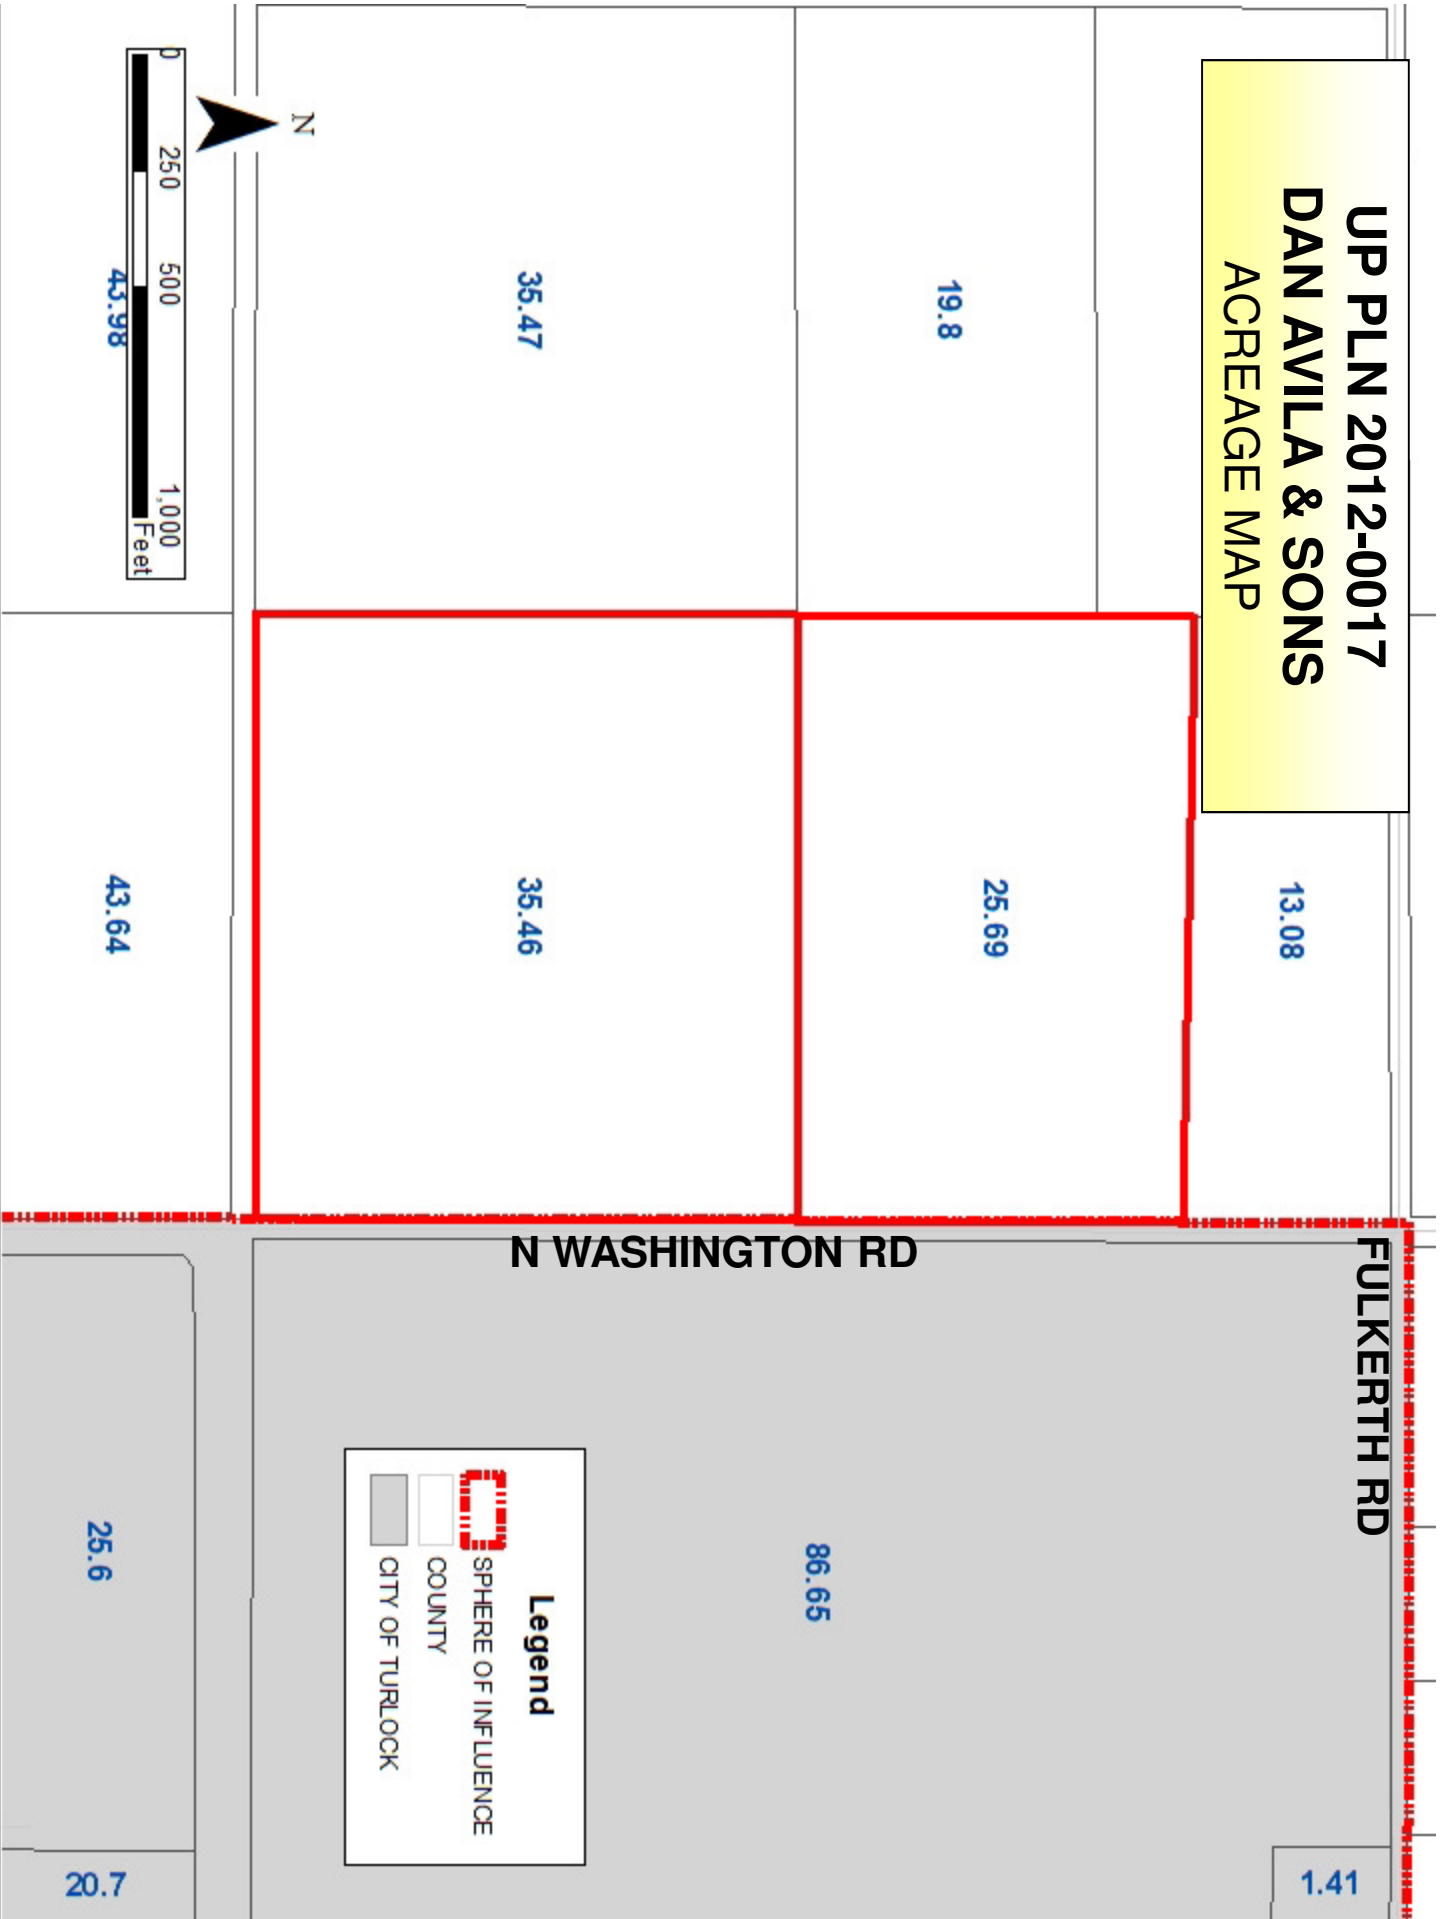 UP PLN 2012-0017
DAN AVILA & SONS
ACREAGE MAP
FULKERTH RD
N WASHINGTON RD
13.08
1.41
19.8
25.69
86.65
35.47
35.46
43.98
43.64
25.6
20.7
N
0 250 500 1,000
Feet
Legend
SPHERE OF INFLUENCE
COUNTY
CITY OF TURLOCK